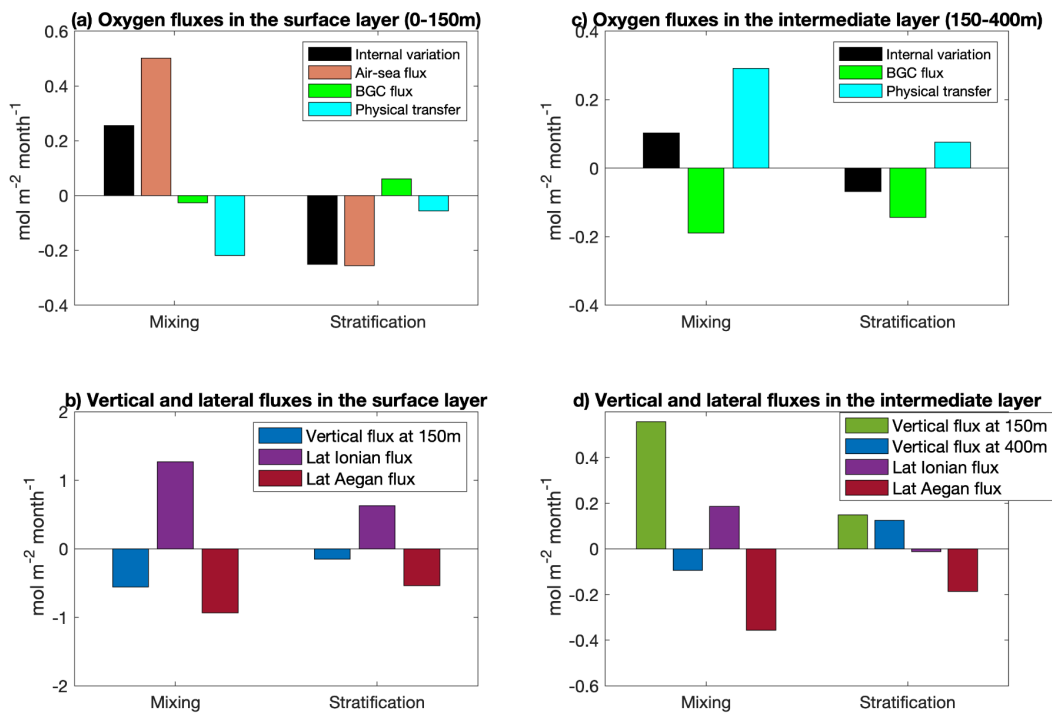 (a) Oxygen fluxes in the surface layer (0-150m)
mol m⁻² month⁻¹
0.6
0.4
0.2
0
-0.2
-0.4
Internal variation
Air-sea flux
BGC flux
Physical transfer
Mixing
Stratification
c) Oxygen fluxes in the intermediate layer (150-400m)
mol m⁻² month⁻¹
0.4
0.2
0
0.2
0.4
Internal variation
BGC flux
Physical transfer
Mixing
Stratification
b) Vertical and lateral fluxes in the surface layer
mol m⁻² month⁻¹
2
1
0
-1
-2
Vertical flux at 150m
Lat Ionian flux
Lat Aegan flux
Mixing
Stratification
d) Vertical and lateral fluxes in the intermediate layer
mol m⁻² month⁻¹
0.4
0.2
0
-0.2
-0.4
-0.6
Vertical flux at 150m
Vertical flux at 400m
Lat Ionian flux
Lat Aegan flux
Mixing
Stratification